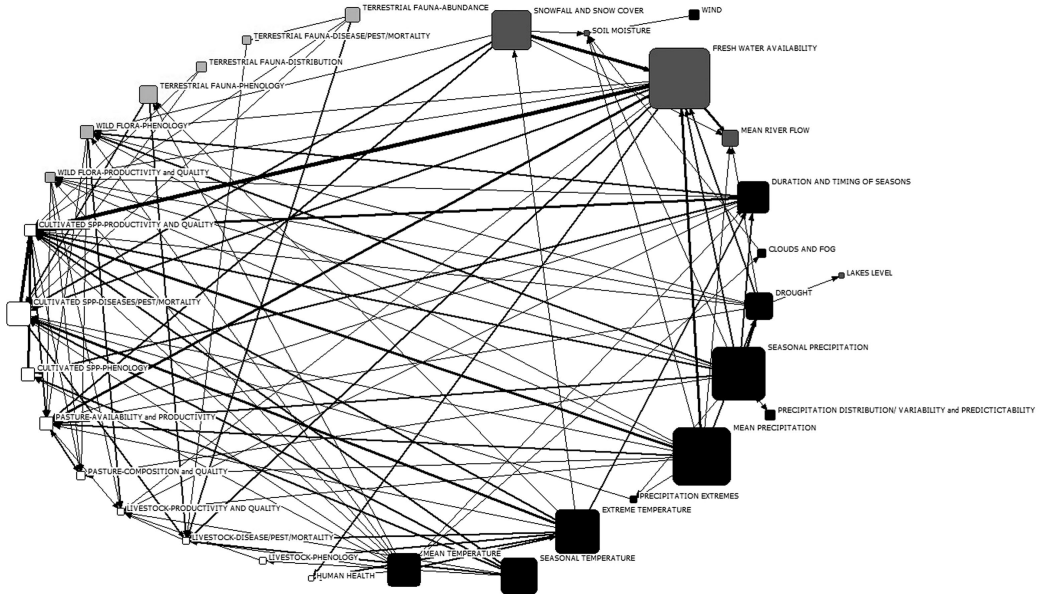 TERRESTRIAL FAUNA-ABUNDANCE
SNOWFALL AND SNOW COVER
WIND
SOIL MOISTURE
TERRESTRIAL FAUNA-DISEASE/PEST/MORTALITY
FRESH WATER AVAILABILITY
TERRESTRIAL FAUNA-DISTRIBUTION
TERRESTRIAL FAUNA-PHENOLOGY
WILD FLORA-PHENOLOGY
MEAN RIVER FLOW
WILD FLORA-PRODUCTIVITY and QUALITY
DURATION AND TIMING OF SEASONS
CULTIVATED SPP-PRODUCTIVITY AND QUALITY
CLOUDS AND FOG
LAKES LEVEL
DROUGHT
CULTIVATED SPP-DISEASES/PEST/MORTALITY
SEASONAL PRECIPITATION
CULTIVATED SPP-PHENOLOGY
PRECIPITATION DISTRIBUTION/ VARIABILITY and PREDICTICTABILITY
PASTURE-AVAILABILITY and PRODUCTIVITY
MEAN PRECIPITATION
PASTURE-COMPOSITION and QUALITY
PRECIPITATION EXTREMES
LIVESTOCK-PRODUCTIVITY AND QUALITY
EXTREME TEMPERATURE
LIVESTOCK-DISEASE/PEST/MORTALITY
MEAN TEMPERATURE
SEASONAL TEMPERATURE
LIVESTOCK-PHENOLOGY
HUMAN HEALTH